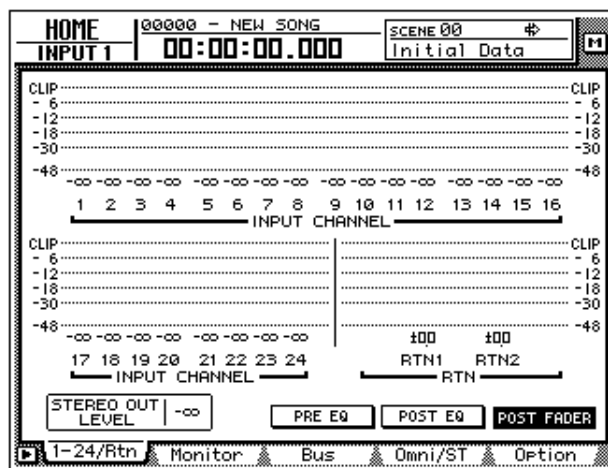 HOME
INPUT 1
00000 - NEW SONG
00:00:00.000
SCENE 00
Initial Data
M
CLIP CLIP
- 6 - 6
-12 -12
-18 -18
-30 -30
-48 -48
-∞ -∞ -∞ -∞ -∞ -∞ -∞ -∞ -∞ -∞ -∞ -∞ -∞ -∞ -∞ -∞
1 2 3 4 5 6 7 8 9 10 11 12 13 14 15 16
INPUT CHANNEL
CLIP CLIP
- 6 - 6
-12 -12
-18 -18
-30 -30
-48 -48
-∞ -∞ -∞ -∞ -∞ -∞ -∞ -∞
17 18 19 20 21 22 23 24 RTN1 RTN2
INPUT CHANNEL RTN
STEREO OUT
LEVEL -∞
PRE EQ POST EQ POST FADER
1-24/Rtn Monitor Bus Omni/ST Option